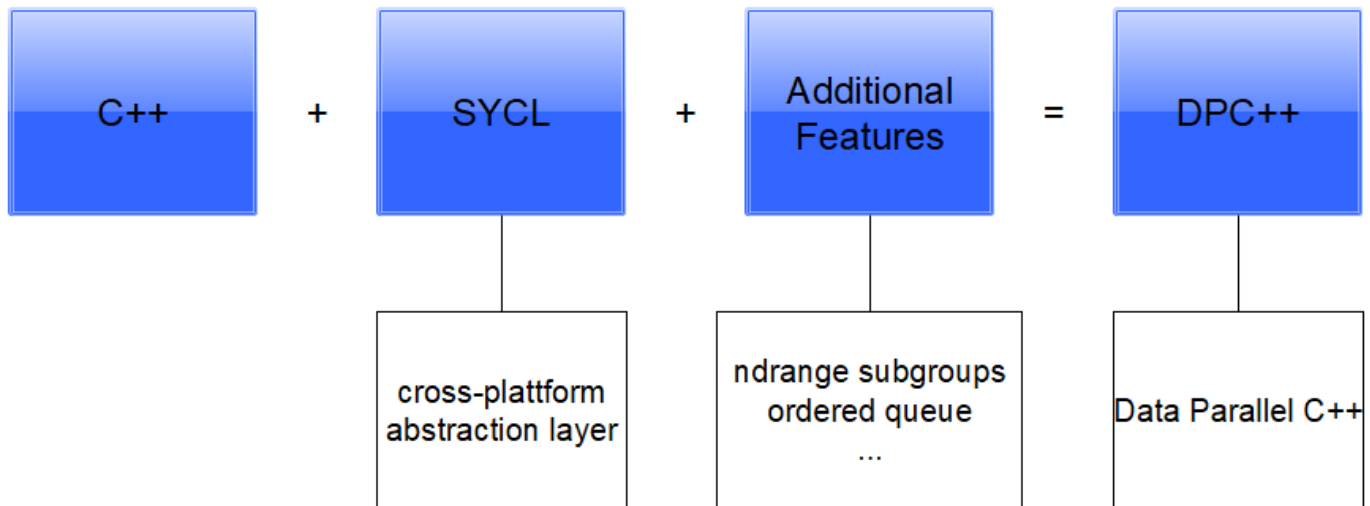 C++ + SYCL + Additional Features = DPC++
cross-plattform
abstraction layer
ndrange subgroups
ordered queue
...
Data Parallel C++